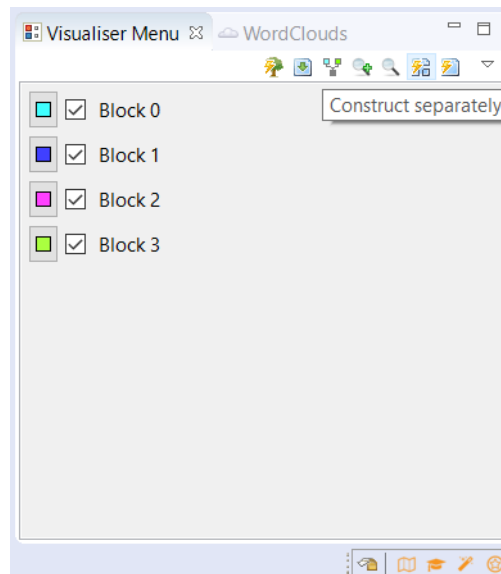 Visualiser Menu WordClouds
Construct separately
Block 0
Block 1
Block 2
Block 3